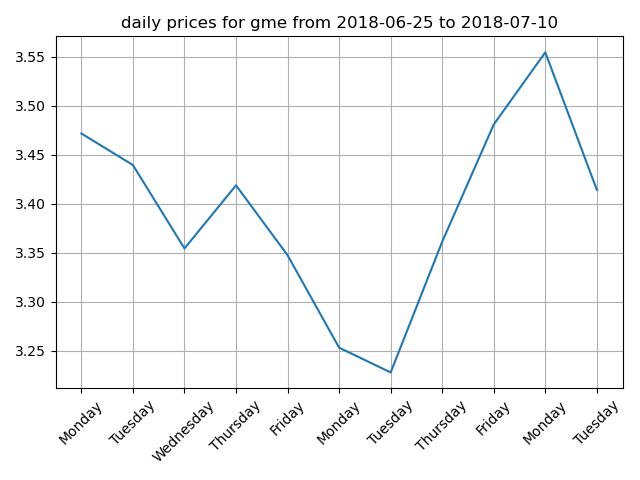 daily prices for gme from 2018-06-25 to 2018-07-10
3.55
3.50
3.45
3.40
3.35
3.30
3.25
Monday
Tuesday
Wednesday
Thursday
Friday
Monday
Tuesday
Thursday
Friday
Monday
Tuesday